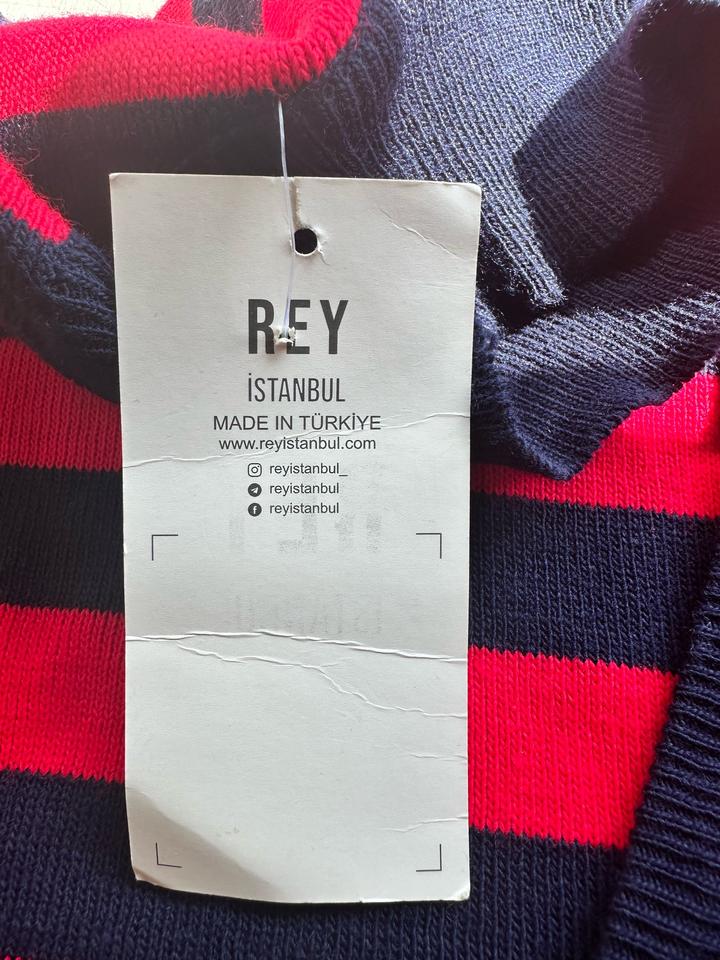 REY
İSTANBUL
MADE IN TÜRKİYE
www.reyistanbul.com
reyistanbul_
reyistanbul
reyistanbul